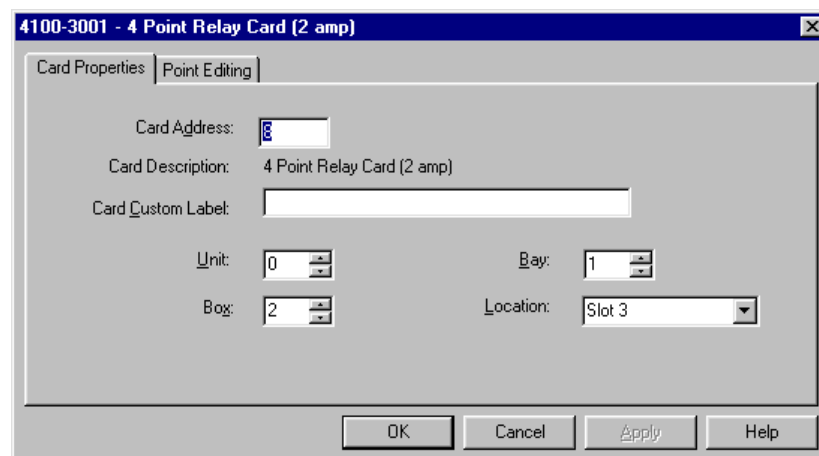 4100-3001 - 4 Point Relay Card (2 amp)
Card Properties Point Editing
Card Address: 8
Card Description: 4 Point Relay Card (2 amp)
Card Custom Label:
Unit: 0 Bay: 1
Box: 2 Location: Slot 3
OK Cancel Apply Help